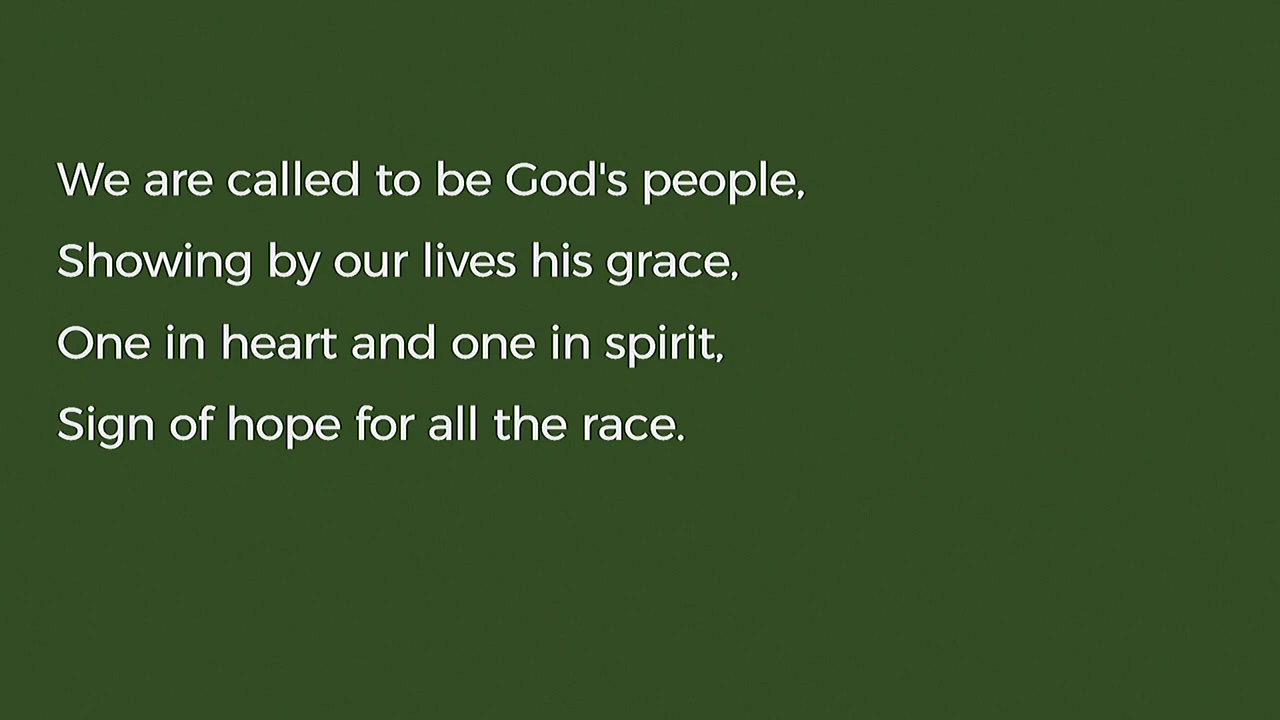 We are called to be God's people,
Showing by our lives his grace,
One in heart and one in spirit,
Sign of hope for all the race.